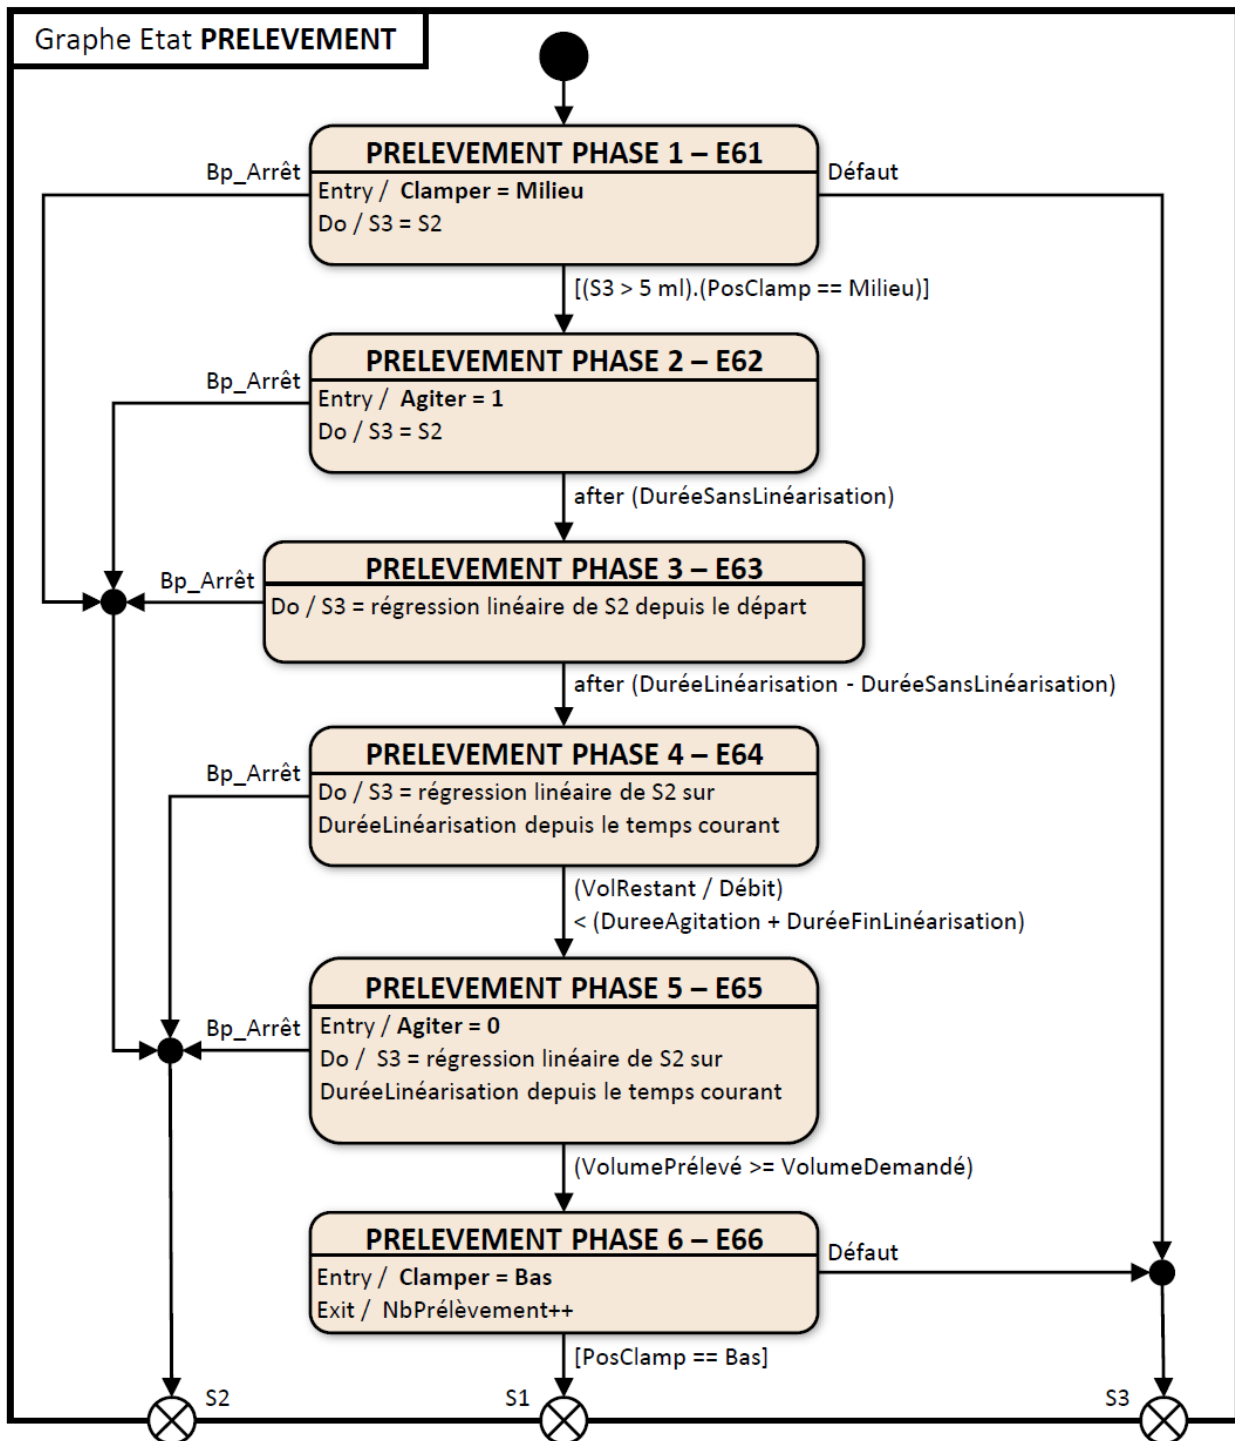 Graphe Etat PRELEVEMENT
PRELEVEMENT PHASE 1 – E61
Bp_Arrêt
Défaut
Entry / Clamper = Milieu
Do / S3 = S2
[(S3 > 5 ml).(PosClamp == Milieu)]
PRELEVEMENT PHASE 2 – E62
Bp_Arrêt
Entry / Agiter = 1
Do / S3 = S2
after (DuréeSansLinéarisation)
PRELEVEMENT PHASE 3 – E63
Bp_Arrêt
Do / S3 = régression linéaire de S2 depuis le départ
after (DuréeLinéarisation - DuréeSansLinéarisation)
PRELEVEMENT PHASE 4 – E64
Bp_Arrêt
Do / S3 = régression linéaire de S2 sur
DuréeLinéarisation depuis le temps courant
(VolRestant / Débit)
< (DureeAgitation + DuréeFinLinéarisation)
PRELEVEMENT PHASE 5 – E65
Bp_Arrêt
Entry / Agiter = 0
Do / S3 = régression linéaire de S2 sur
DuréeLinéarisation depuis le temps courant
(VolumePrélevé >= VolumeDemandé)
PRELEVEMENT PHASE 6 – E66
Défaut
Entry / Clamper = Bas
Exit / NbPrélèvement++
[PosClamp == Bas]
S2
S1
S3